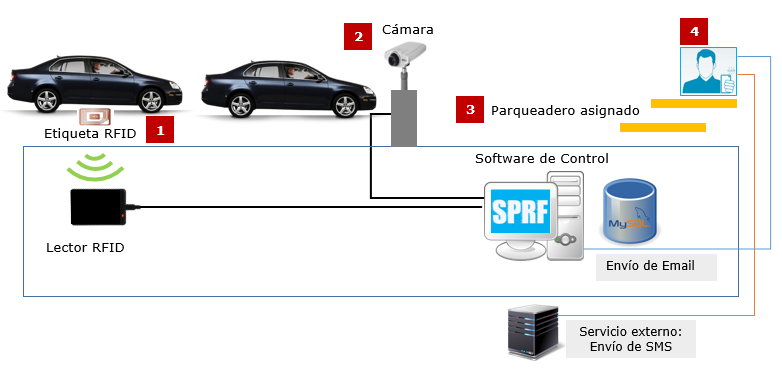 4
2
Cámara
3
Parqueadero asignado
Etiqueta RFID
1
Software de Control
SPRF
MySQL
Lector RFID
Envío de Email
Servicio externo:
Envío de SMS